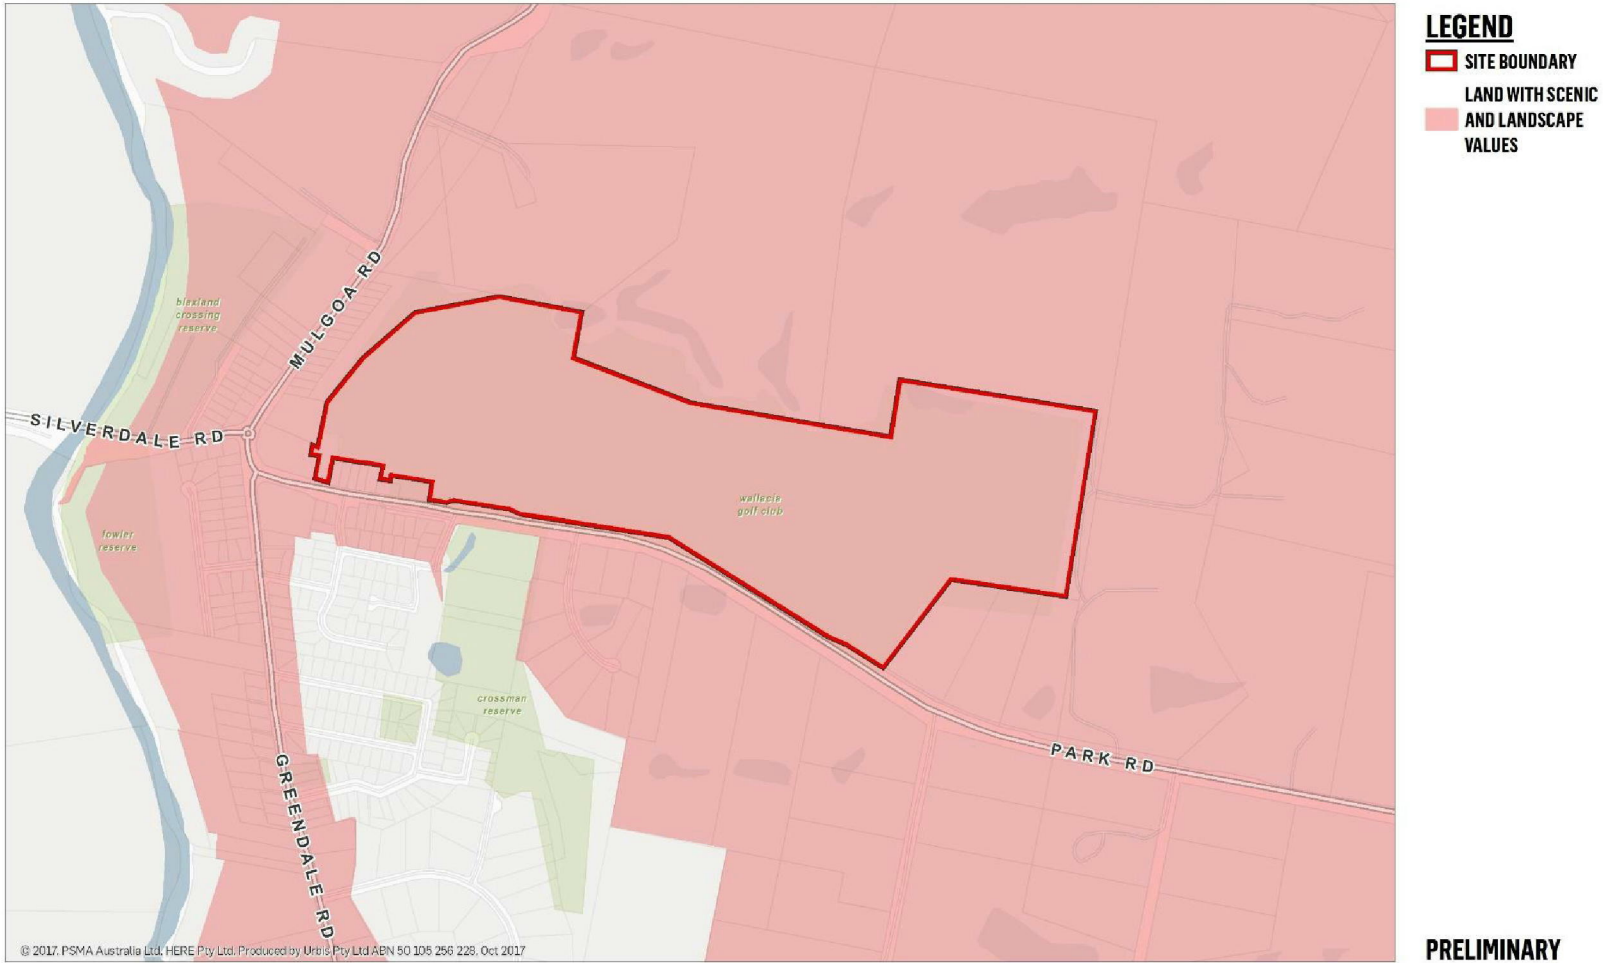 LEGEND
SITE BOUNDARY
LAND WITH SCENIC
AND LANDSCAPE
VALUES
MULGOA RD
blaxland
crossing
reserve
SILVERDALE RD
wallacia
golf club
fowler
reserve
crossman
reserve
PARK RD
GREENDALE RD
© 2017. PSMA Australia Ltd, HERE Pty Ltd. Produced by Urbis Pty Ltd ABN 50 105 256 228, Oct 2017
PRELIMINARY